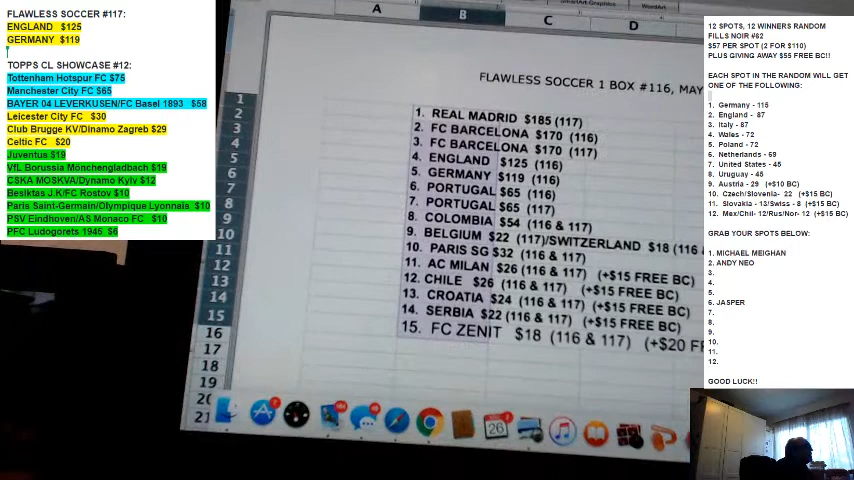 FLAWLESS SOCCER #117:
ENGLAND $125
GERMANY $119
TOPPS CL SHOWCASE #12:
Tottenham Hotspur FC $75
Manchester City FC $65
BAYER 04 LEVERKUSEN/FC Basel 1893 $58
Leicester City FC $30
Club Brugge KV/Dinamo Zagreb $29
Celtic FC $20
Juventus $19
VfL Borussia Mönchengladbach $19
CSKA MOSKVA/Dynamo Kyiv $12
Besiktas J.K/FC Rostov $10
Paris Saint-Germain/Olympique Lyonnais $10
PSV Eindhoven/AS Monaco FC $10
PFC Ludogorets 1945 $6
SmartArt Graphics
WordArt
A B C D
FLAWLESS SOCCER 1 BOX #116, MAY
1
2
3
4
5
6
7
8
9
10
11
12
13
14
15
16
17
18
19
20
21
1. REAL MADRID $185 (117)
2. FC BARCELONA $170 (116)
3. FC BARCELONA $170 (117)
4. ENGLAND $125 (116)
5. GERMANY $119 (116)
6. PORTUGAL $65 (116)
7. PORTUGAL $65 (117)
8. COLOMBIA $54 (116 & 117)
9. BELGIUM $22 (117)/SWITZERLAND $18 (116
10. PARIS SG $32 (116 & 117)
11. AC MILAN $26 (116 & 117) (+$15 FREE BC)
12. CHILE $26 (116 & 117) (+$15 FREE BC)
13. CROATIA $24 (116 & 117) (+$15 FREE BC)
14. SERBIA $22 (116 & 117) (+$15 FREE BC)
15. FC ZENIT $18 (116 & 117) (+$20 F
26
12 SPOTS, 12 WINNERS RANDOM
FILLS NOIR #62
$57 PER SPOT (2 FOR $110)
PLUS GIVING AWAY $55 FREE BC!!
EACH SPOT IN THE RANDOM WILL GET
ONE OF THE FOLLOWING:
1. Germany - 115
2. England - 87
3. Italy - 87
4. Wales - 72
5. Poland - 72
6. Netherlands - 69
7. United States - 45
8. Uruguay - 45
9. Austria - 29 (+$10 BC)
10. Czech/Slovenia- 22 (+$15 BC)
11. Slovakia - 13/Swiss - 8 (+$15 BC)
12. Mex/Chil- 12/Rus/Nor- 12 (+$15 BC)
GRAB YOUR SPOTS BELOW:
1. MICHAEL MEIGHAN
2. ANDY NEO
3.
4.
5.
6. JASPER
7.
8.
9.
10.
11.
12.
GOOD LUCK!!